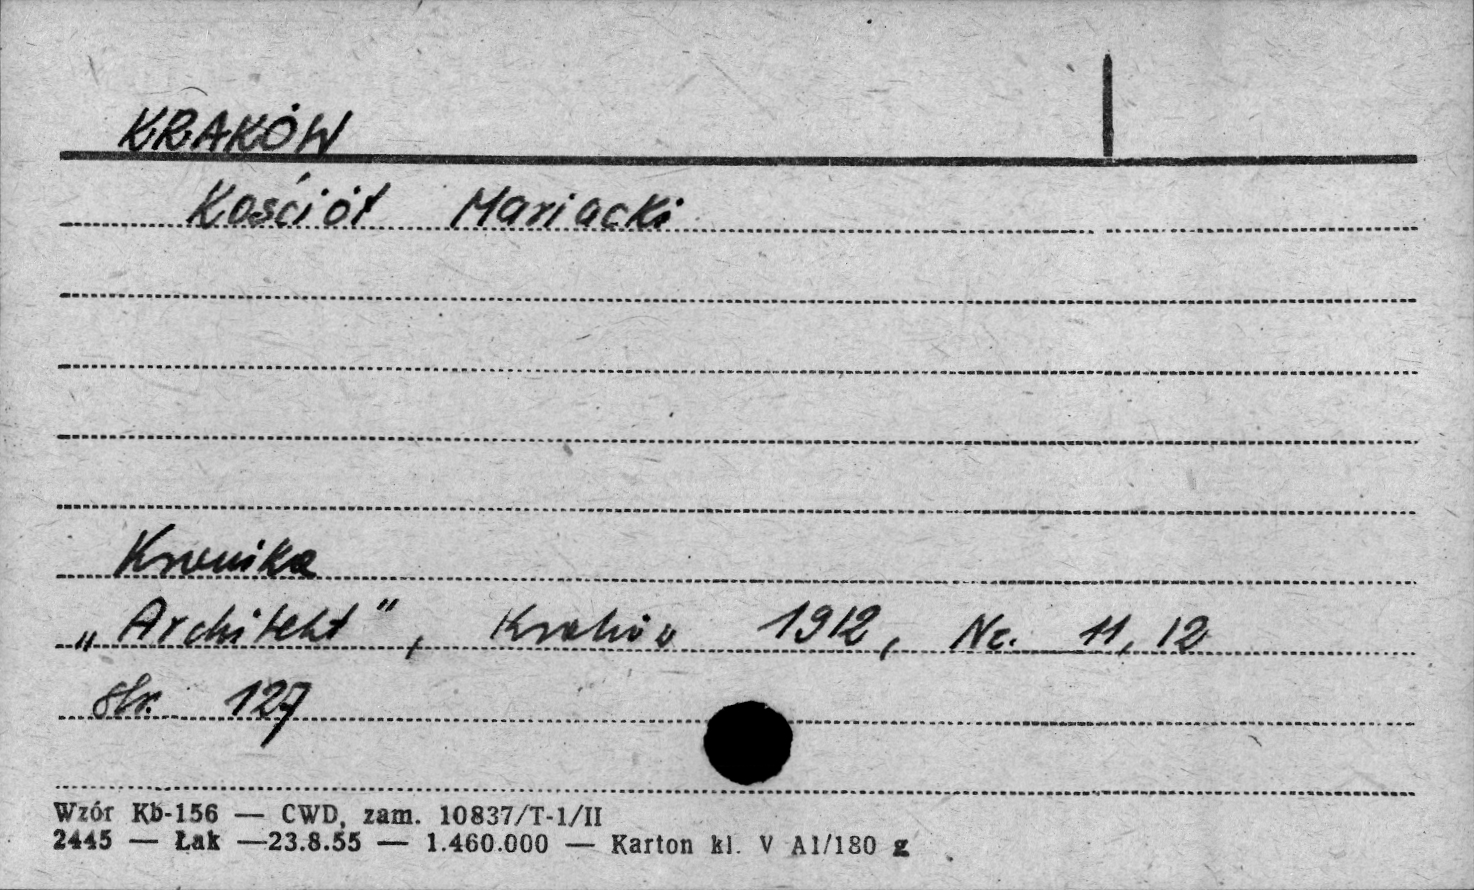 KRAKÓW
Kościół Mariacki
Kronika
„Architekt”, Kraków 1912, Nr. 11, 12
str. 127
Wzór Kb-156 — CWD, zam. 10837/T-1/II
2445 — Łak —23.8.55 — 1.460.000 — Karton kl. V A1/180 g